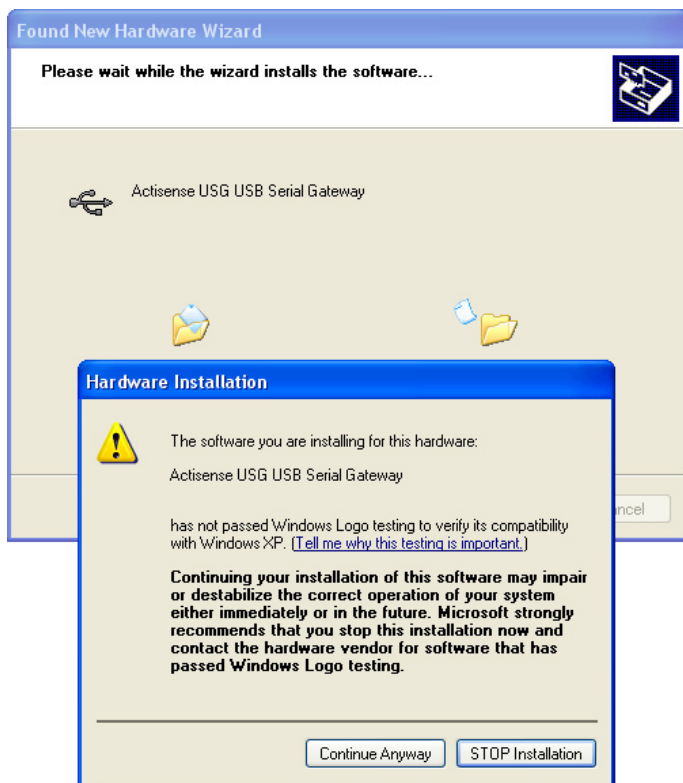 Found New Hardware Wizard
Please wait while the wizard installs the software...
Actisense USG USB Serial Gateway
Hardware Installation
The software you are installing for this hardware:
Actisense USG USB Serial Gateway
has not passed Windows Logo testing to verify its compatibility
with Windows XP. (Tell me why this testing is important.)
Continuing your installation of this software may impair
or destabilize the correct operation of your system
either immediately or in the future. Microsoft strongly
recommends that you stop this installation now and
contact the hardware vendor for software that has
passed Windows Logo testing.
ncel
Continue Anyway
STOP Installation